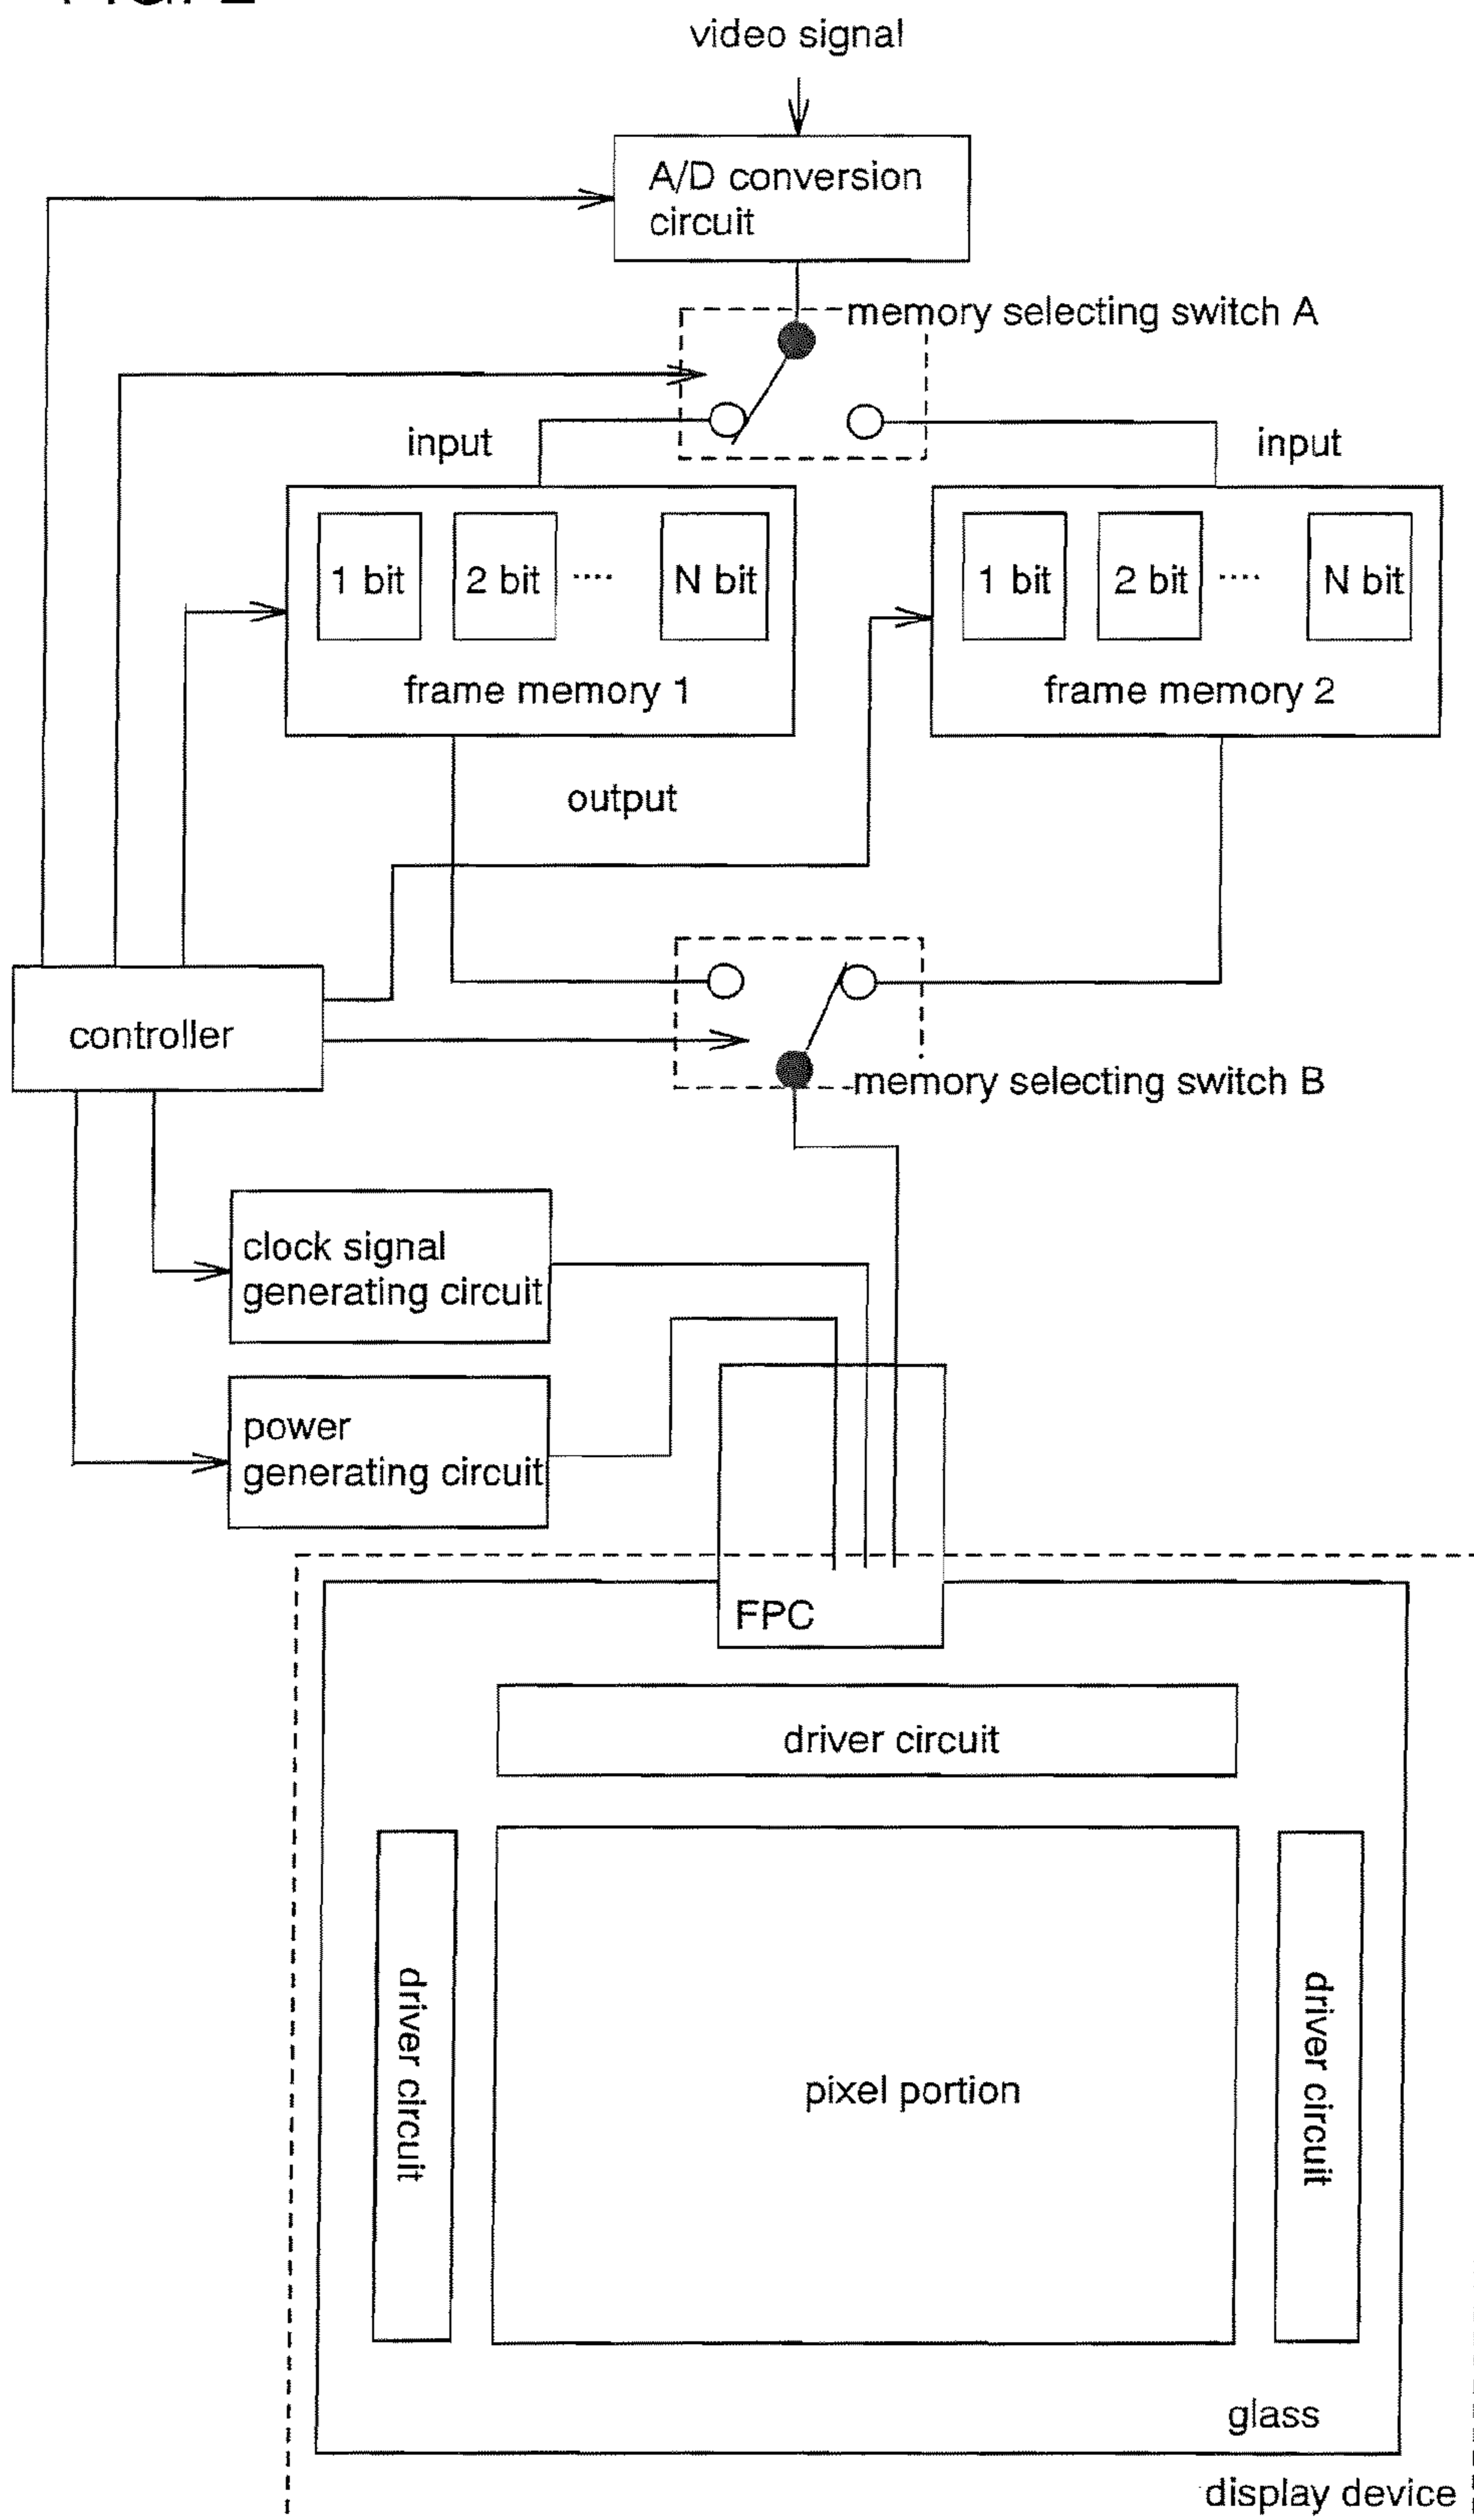 video signal
A/D conversion
circuit
memory selecting switch A
input
input
1 bit
2 bit
....
N bit
1 bit
2 bit
....
N bit
frame memory 1
frame memory 2
output
controller
memory selecting switch B
clock signal
generating circuit
power
generating circuit
FPC
driver circuit
driver circuit
pixel portion
driver circuit
glass
display device